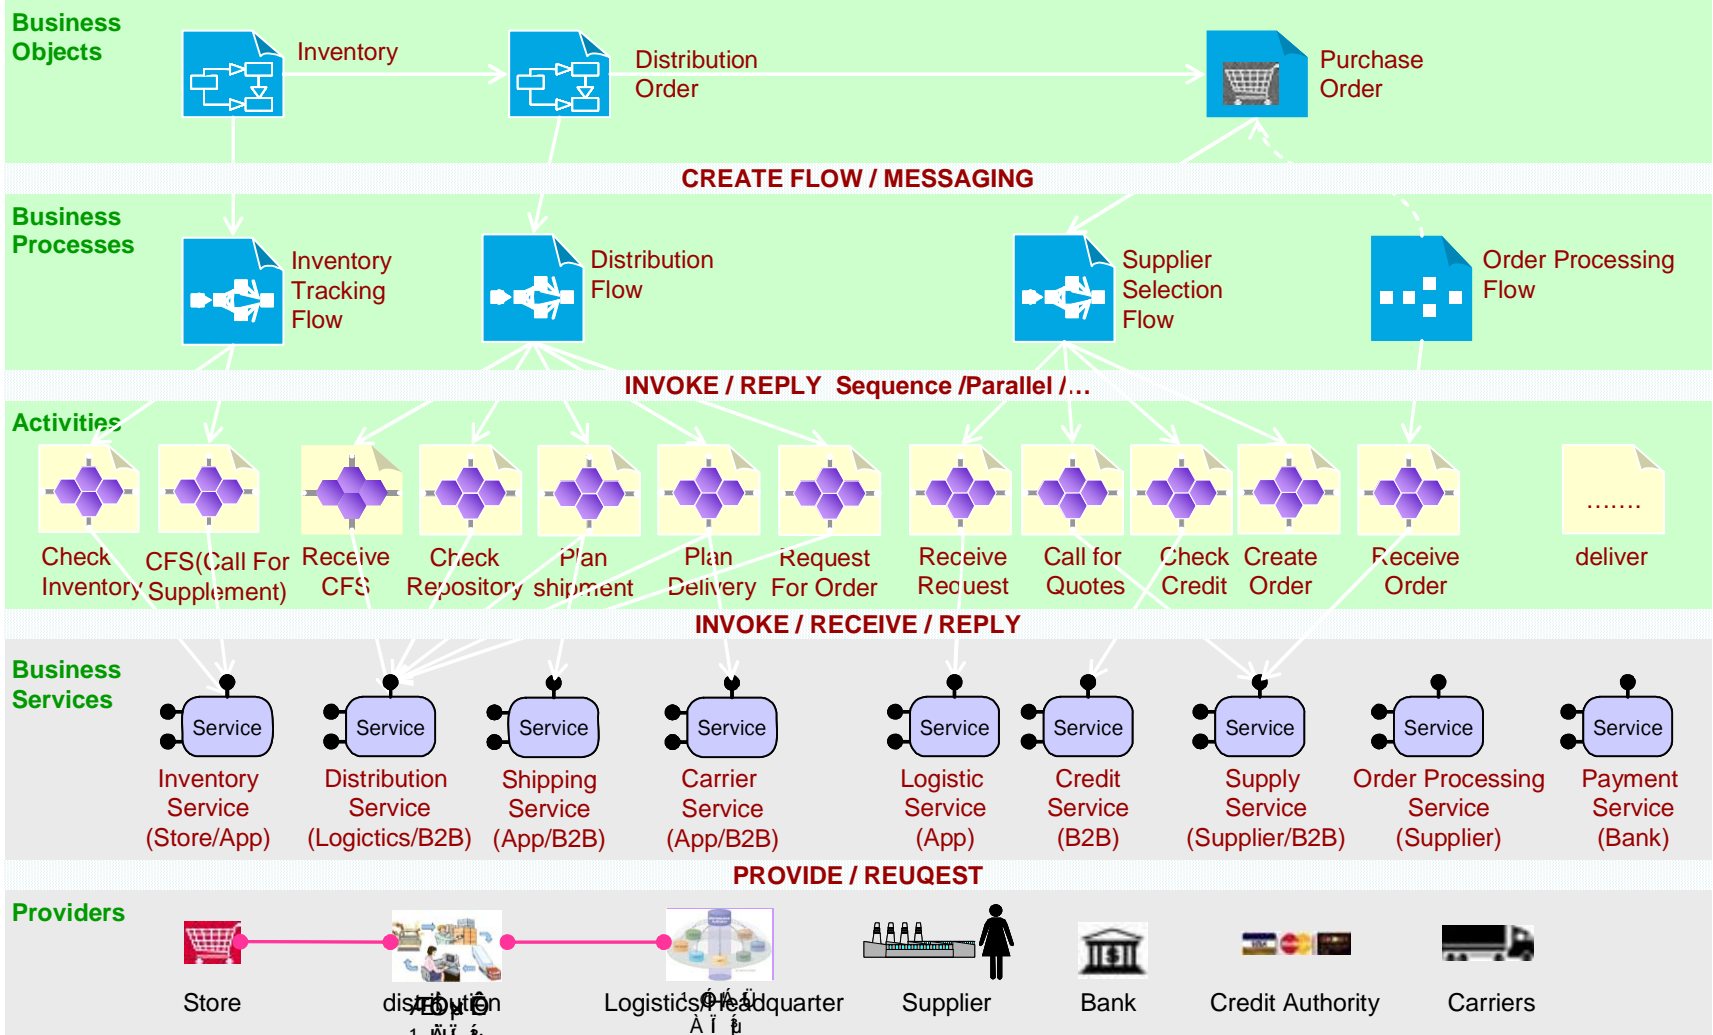 Business
Objects
Inventory
Distribution
Order
Purchase
Order
CREATE FLOW / MESSAGING
Business
Processes
Inventory
Tracking
Flow
Distribution
Flow
Supplier
Selection
Flow
Order Processing
Flow
INVOKE / REPLY Sequence /Parallel /…
Activities
Check
Inventory
CFS(Call For
Supplement)
Receive
CFS
Check
Repository
Plan
shipment
Plan
Delivery
Request
For Order
Receive
Request
Call for
Quotes
Check
Credit
Create
Order
Receive
Order
.......
deliver
INVOKE / RECEIVE / REPLY
Business
Services
Service
Service
Service
Service
Service
Service
Service
Service
Service
Inventory
Service
(Store/App)
Distribution
Service
(Logictics/B2B)
Shipping
Service
(App/B2B)
Carrier
Service
(App/B2B)
Logistic
Service
(App)
Credit
Service
(B2B)
Supply
Service
(Supplier/B2B)
Order Processing
Service
(Supplier)
Payment
Service
(Bank)
PROVIDE / REUQEST
Providers
VISA
Store
distribution
Logistics/Headquarter
Supplier
Bank
Credit Authority
Carriers